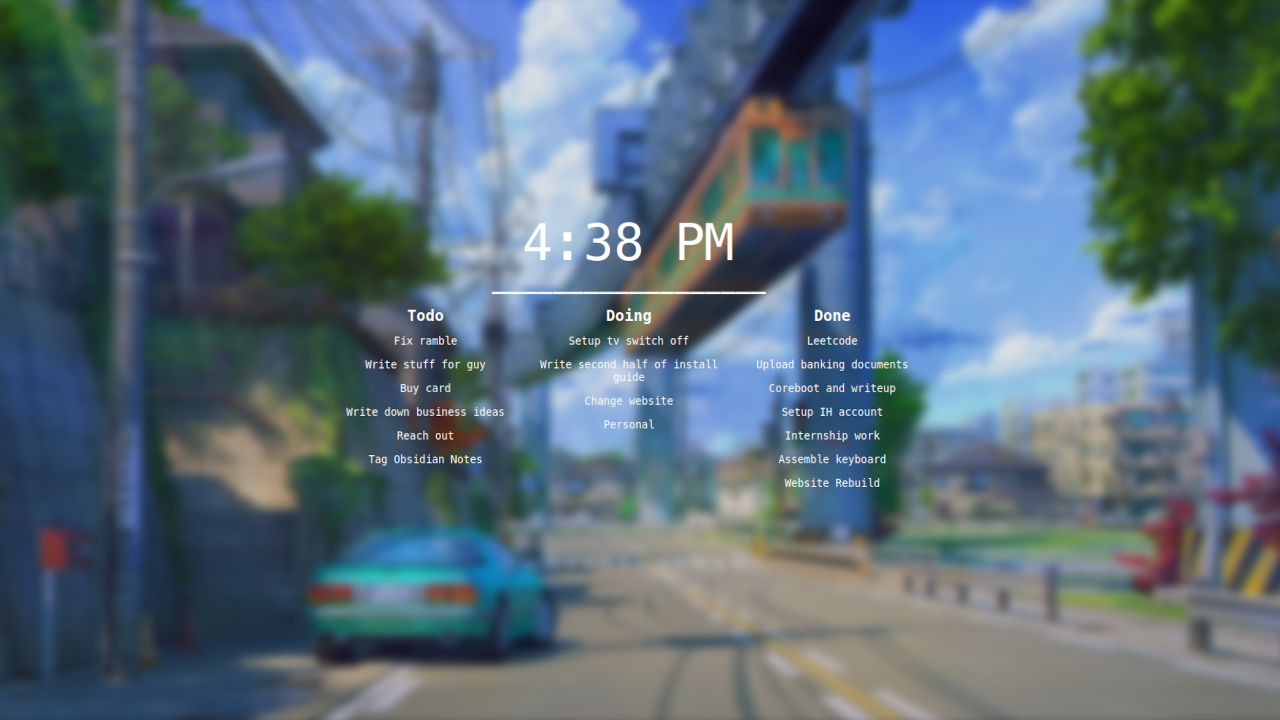 4:38 PM
Todo
Fix ramble
Write stuff for guy
Buy card
Write down business ideas
Reach out
Tag Obsidian Notes
Doing
Setup tv switch off
Write second half of install
guide
Change website
Personal
Done
Leetcode
Upload banking documents
Coreboot and writeup
Setup IH account
Internship work
Assemble keyboard
Website Rebuild